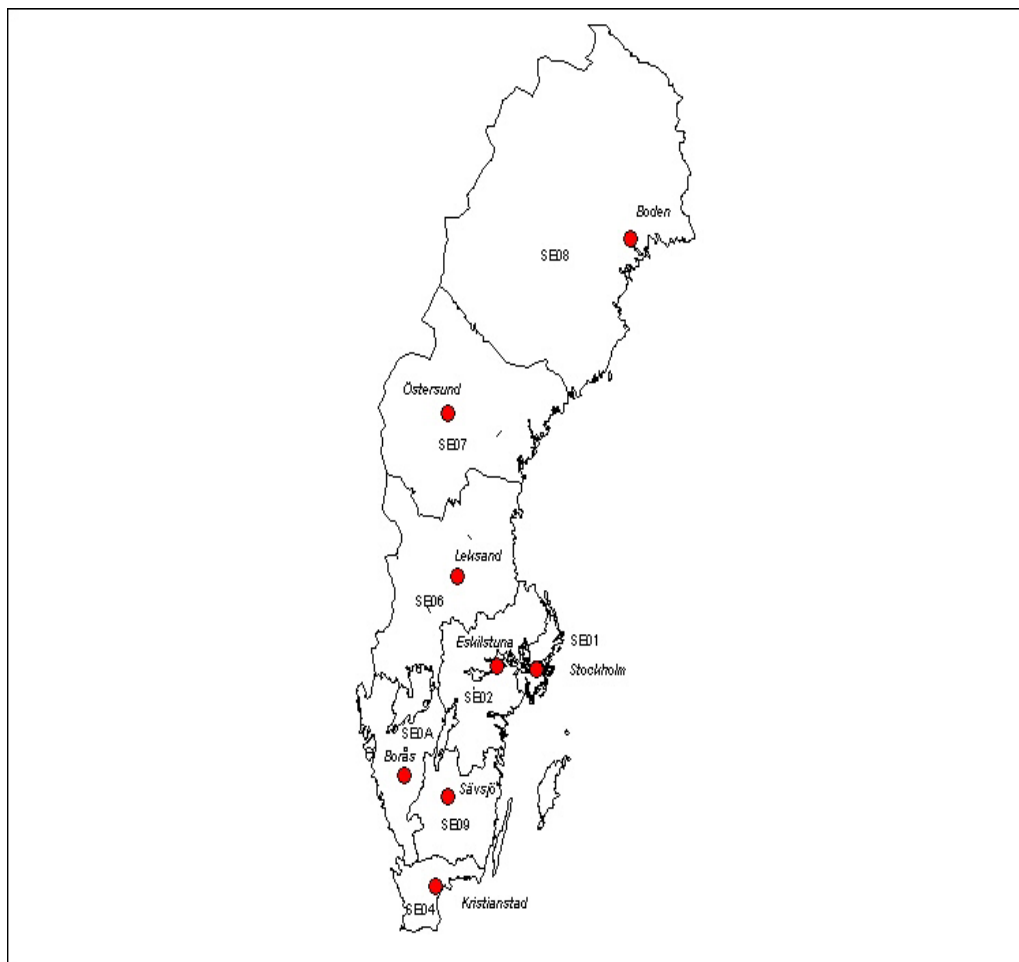 Boden
SE08
Östersund
SE07
Leksand
SE06
Eskilstuna
SE01
Stockholm
SE02
SE0A
Borås
Sävsjö
SE09
Kristianstad
SE04